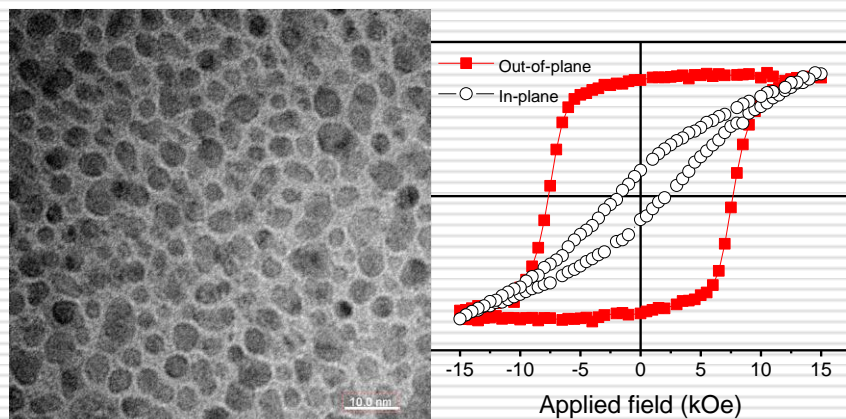 Out-of-plane
In-plane
10.0 nm
-15 -10 -5 0 5 10 15
Applied field (kOe)